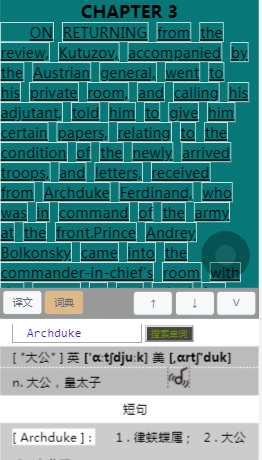 CHAPTER 3
ON RETURNING from the
review, Kutuzov, accompanied by
the Austrian general, went to
his private room, and calling his
adjutant, told him to give him
certain papers, relating to the
condition of the newly arrived
troops, and letters, received
from Archduke Ferdinand, who
was in command of the army
at the front.Prince Andrey
Bolkonsky came into the
commander-in-chief's room with
译文 词典 ↑ ↓ V
Archduke 搜索单词
[ "大公" ] 英 ['ɑːtʃdjuːk] 美 [,ɑrtʃ'duk]
n. 大公，皇太子
短句
[ Archduke ] : 1 . 律蛱蝶属； 2 . 大公